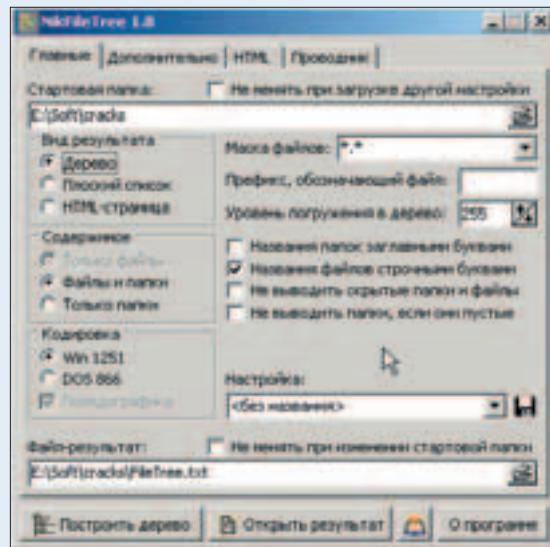 NikFileTree 1.8
Главные Дополнительно HTML Проводник
Стартовая папка: Не менять при загрузке другой настройки
E:\Soft\cracks
Вид результата
Дерево
Плоский список
HTML-страница
Маска файлов: *.*
Префикс, обозначающий файл:
Уровень погружения в дерево: 255
Содержимое
Только файлы
Файлы и папки
Только папки
Названия папок заглавными буквами
Названия файлов строчными буквами
Не выводить скрытые папки и файлы
Не выводить папки, если они пустые
Кодировка
Win 1251
DOS 866
Псевдографика
Настройка:
<без названия>
Файл-результат: Не менять при изменении стартовой папки
E:\Soft\cracks\FileTree.txt
Построить дерево Открыть результат О программе